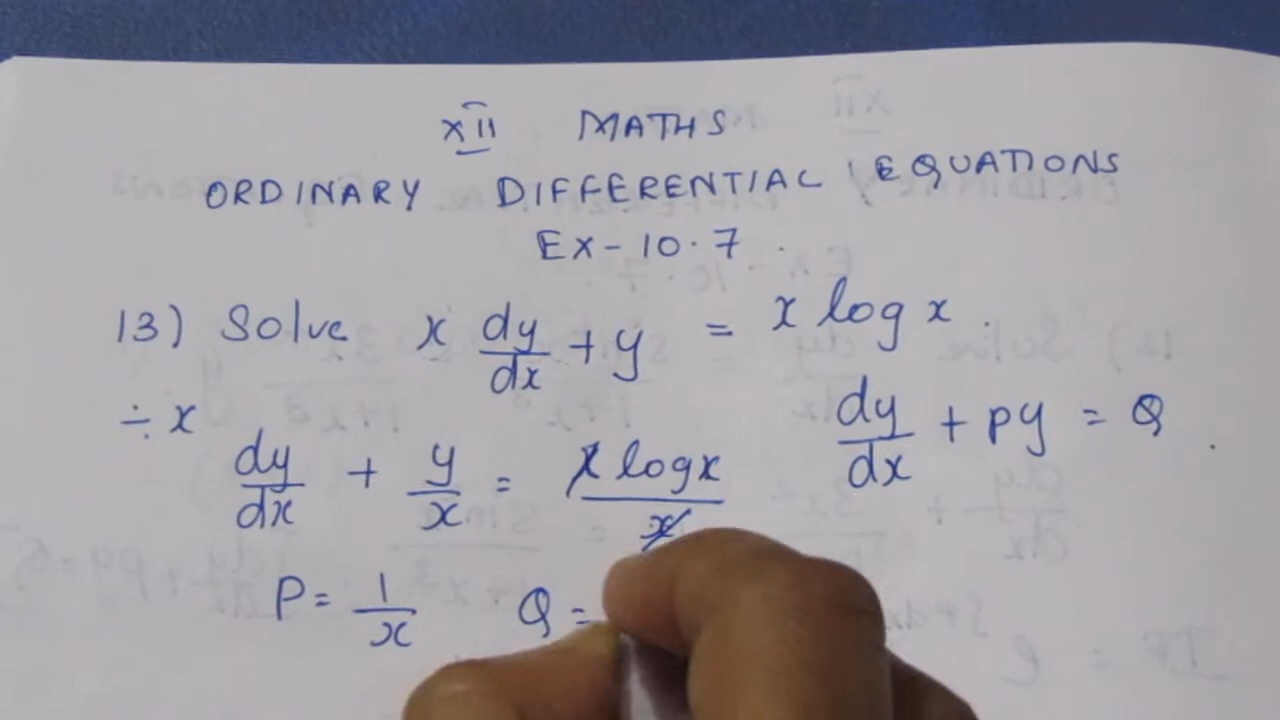 XII MATHS
ORDINARY DIFFERENTIAL EQUATIONS
Ex-10.7
13) Solve x dy/dx + y = x log x.
÷ x
dy/dx + y/x = x log x / x
dy/dx + py = Q
P = 1/x Q =